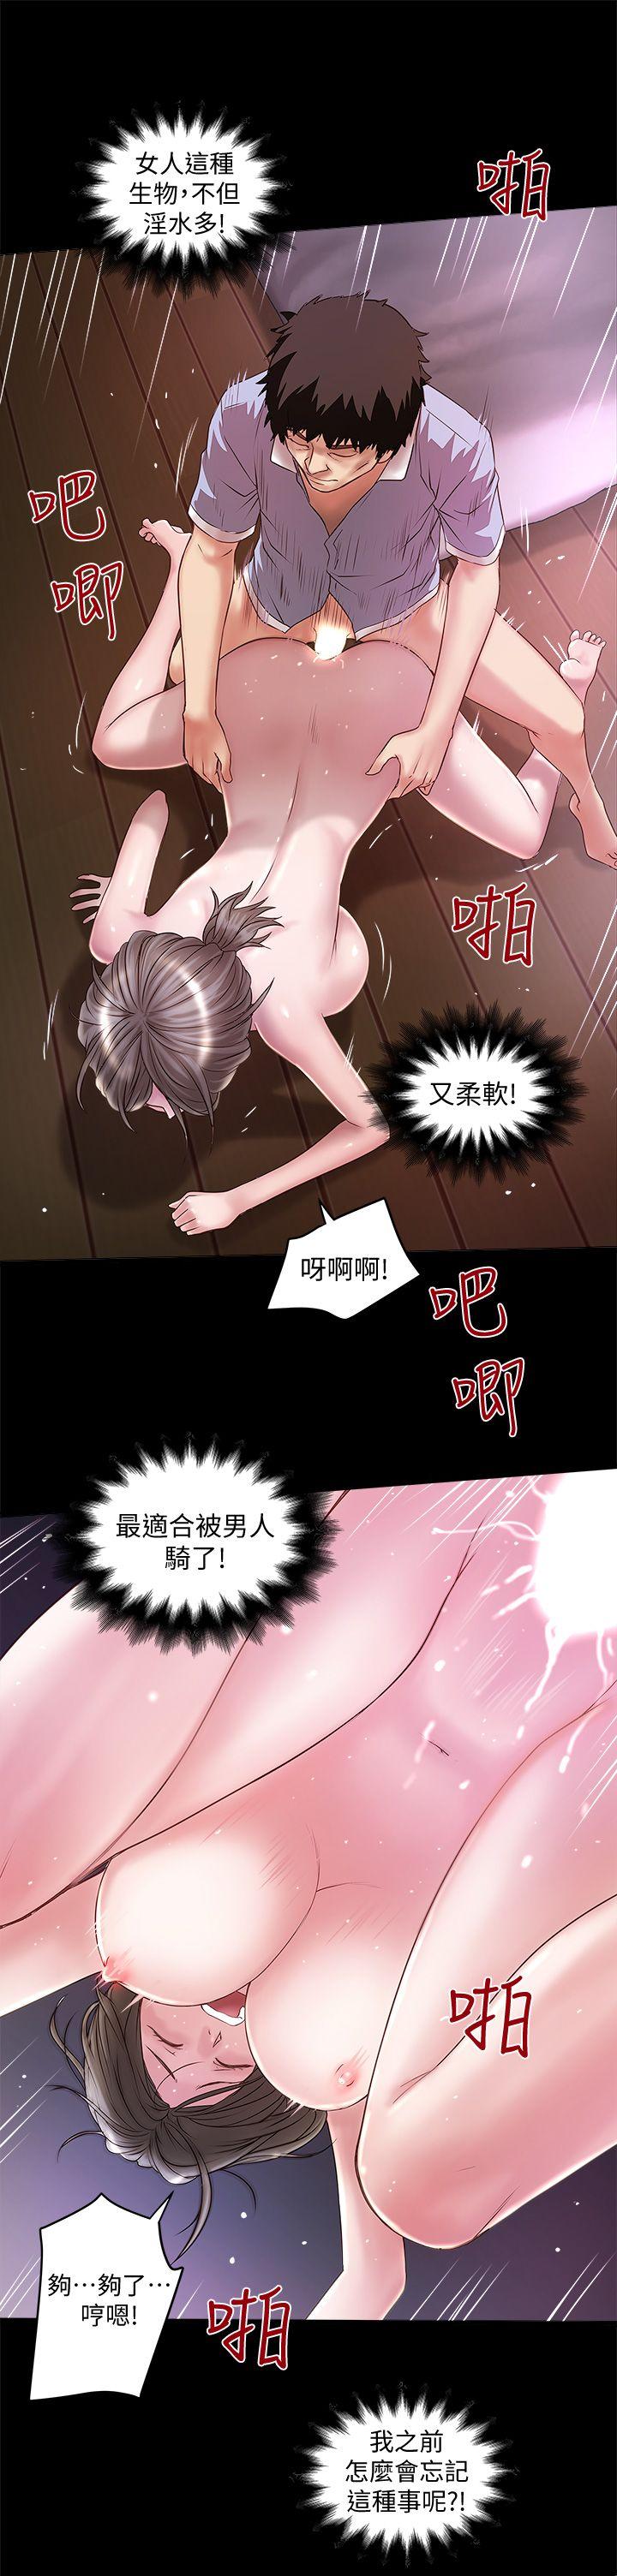 女人這種
生物，不但
淫水多！
啪
吧
唧
啪
又柔軟！
呀啊啊！
吧
唧
最適合被男人
騎了！
啪
夠…夠了…
哼嗯！
啪
我之前
怎麼會忘記
這種事呢？！